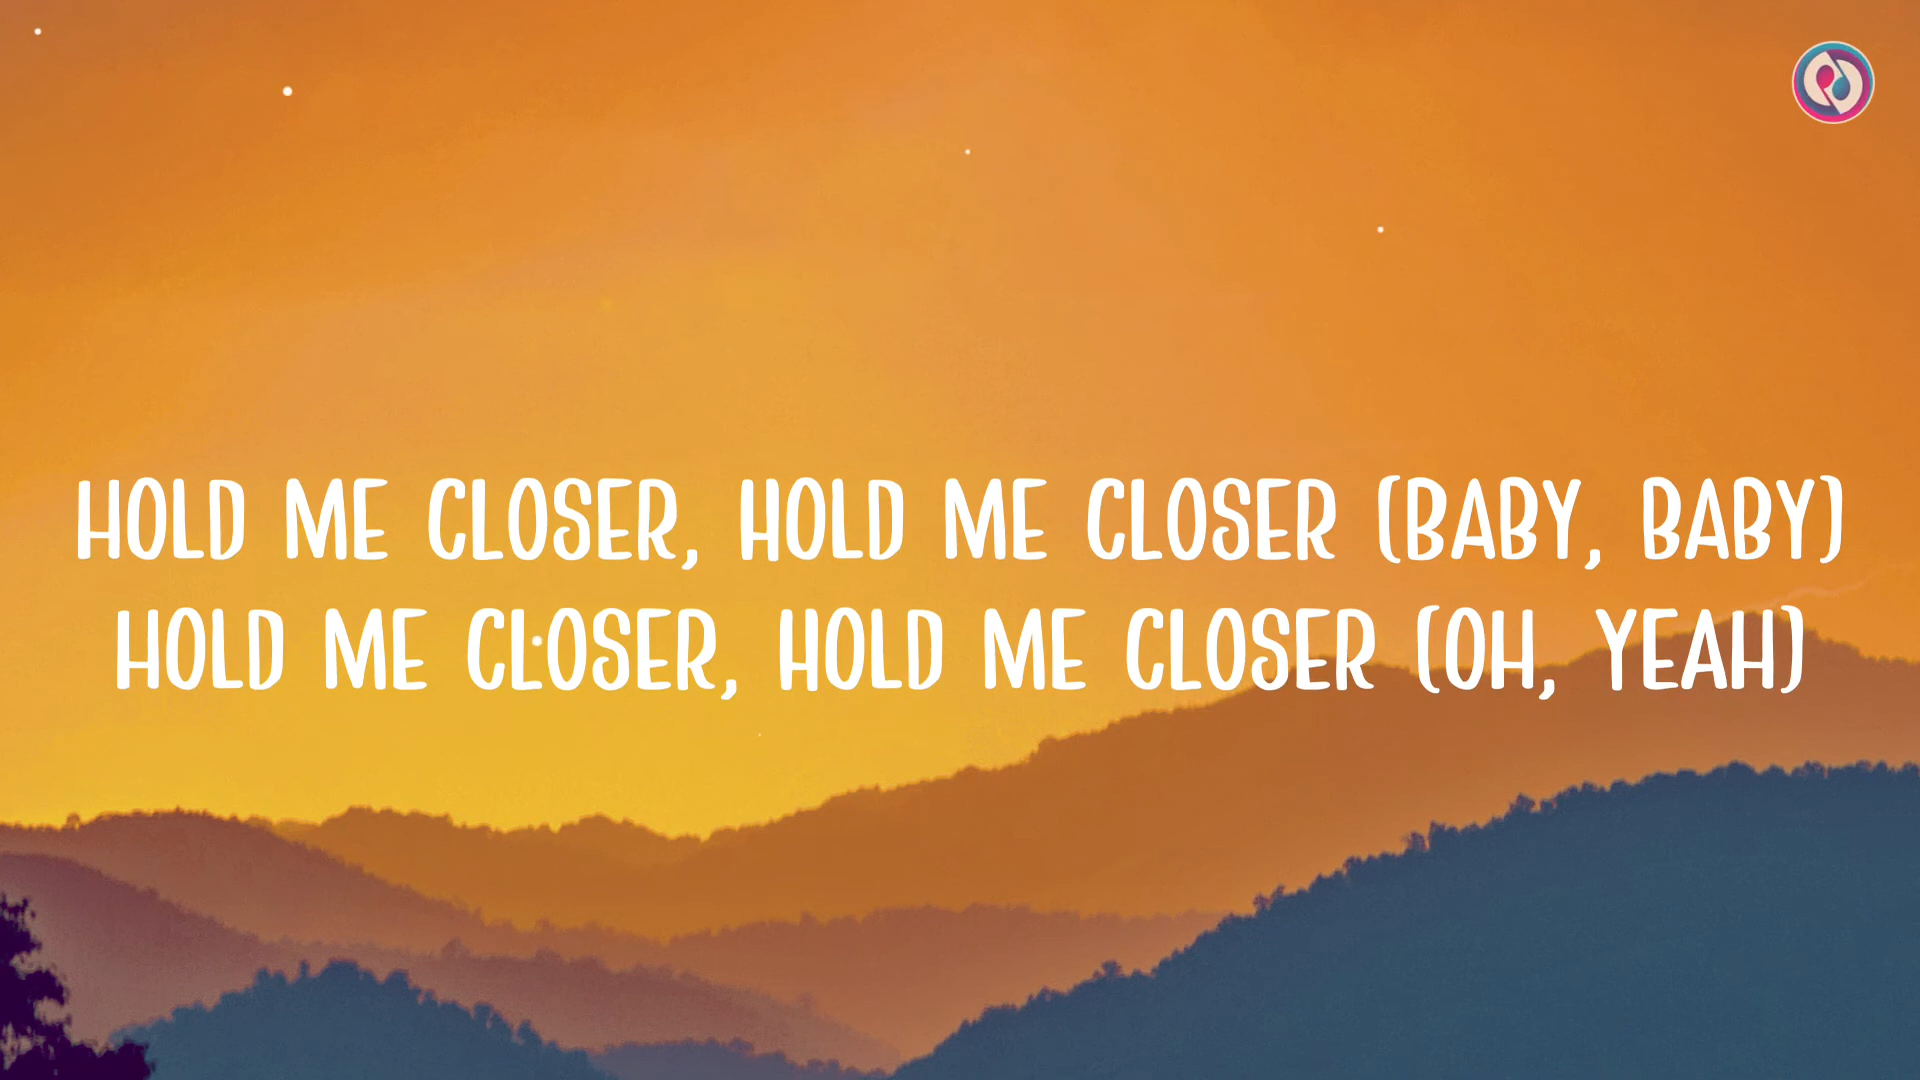 HOLD ME CLOSER, HOLD ME CLOSER (BABY, BABY)
HOLD ME CLOSER, HOLD ME CLOSER (OH, YEAH)